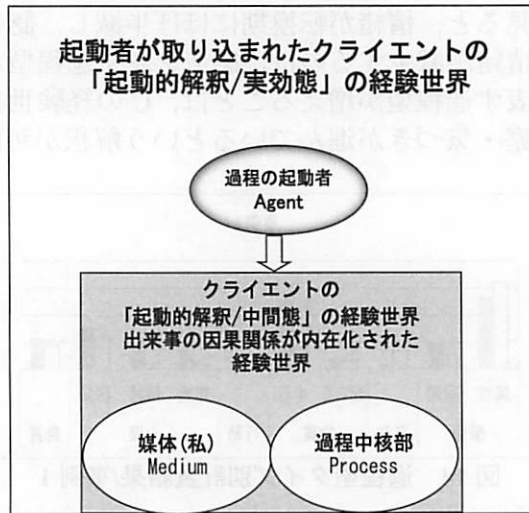 起動者が取り込まれたクライエントの
「起動的解釈/実効態」の経験世界
過程の起動者
Agent
クライエントの
「起動的解釈/中間態」の経験世界
出来事の因果関係が内在化された
経験世界
媒体(私)
Medium
過程中核部
Process